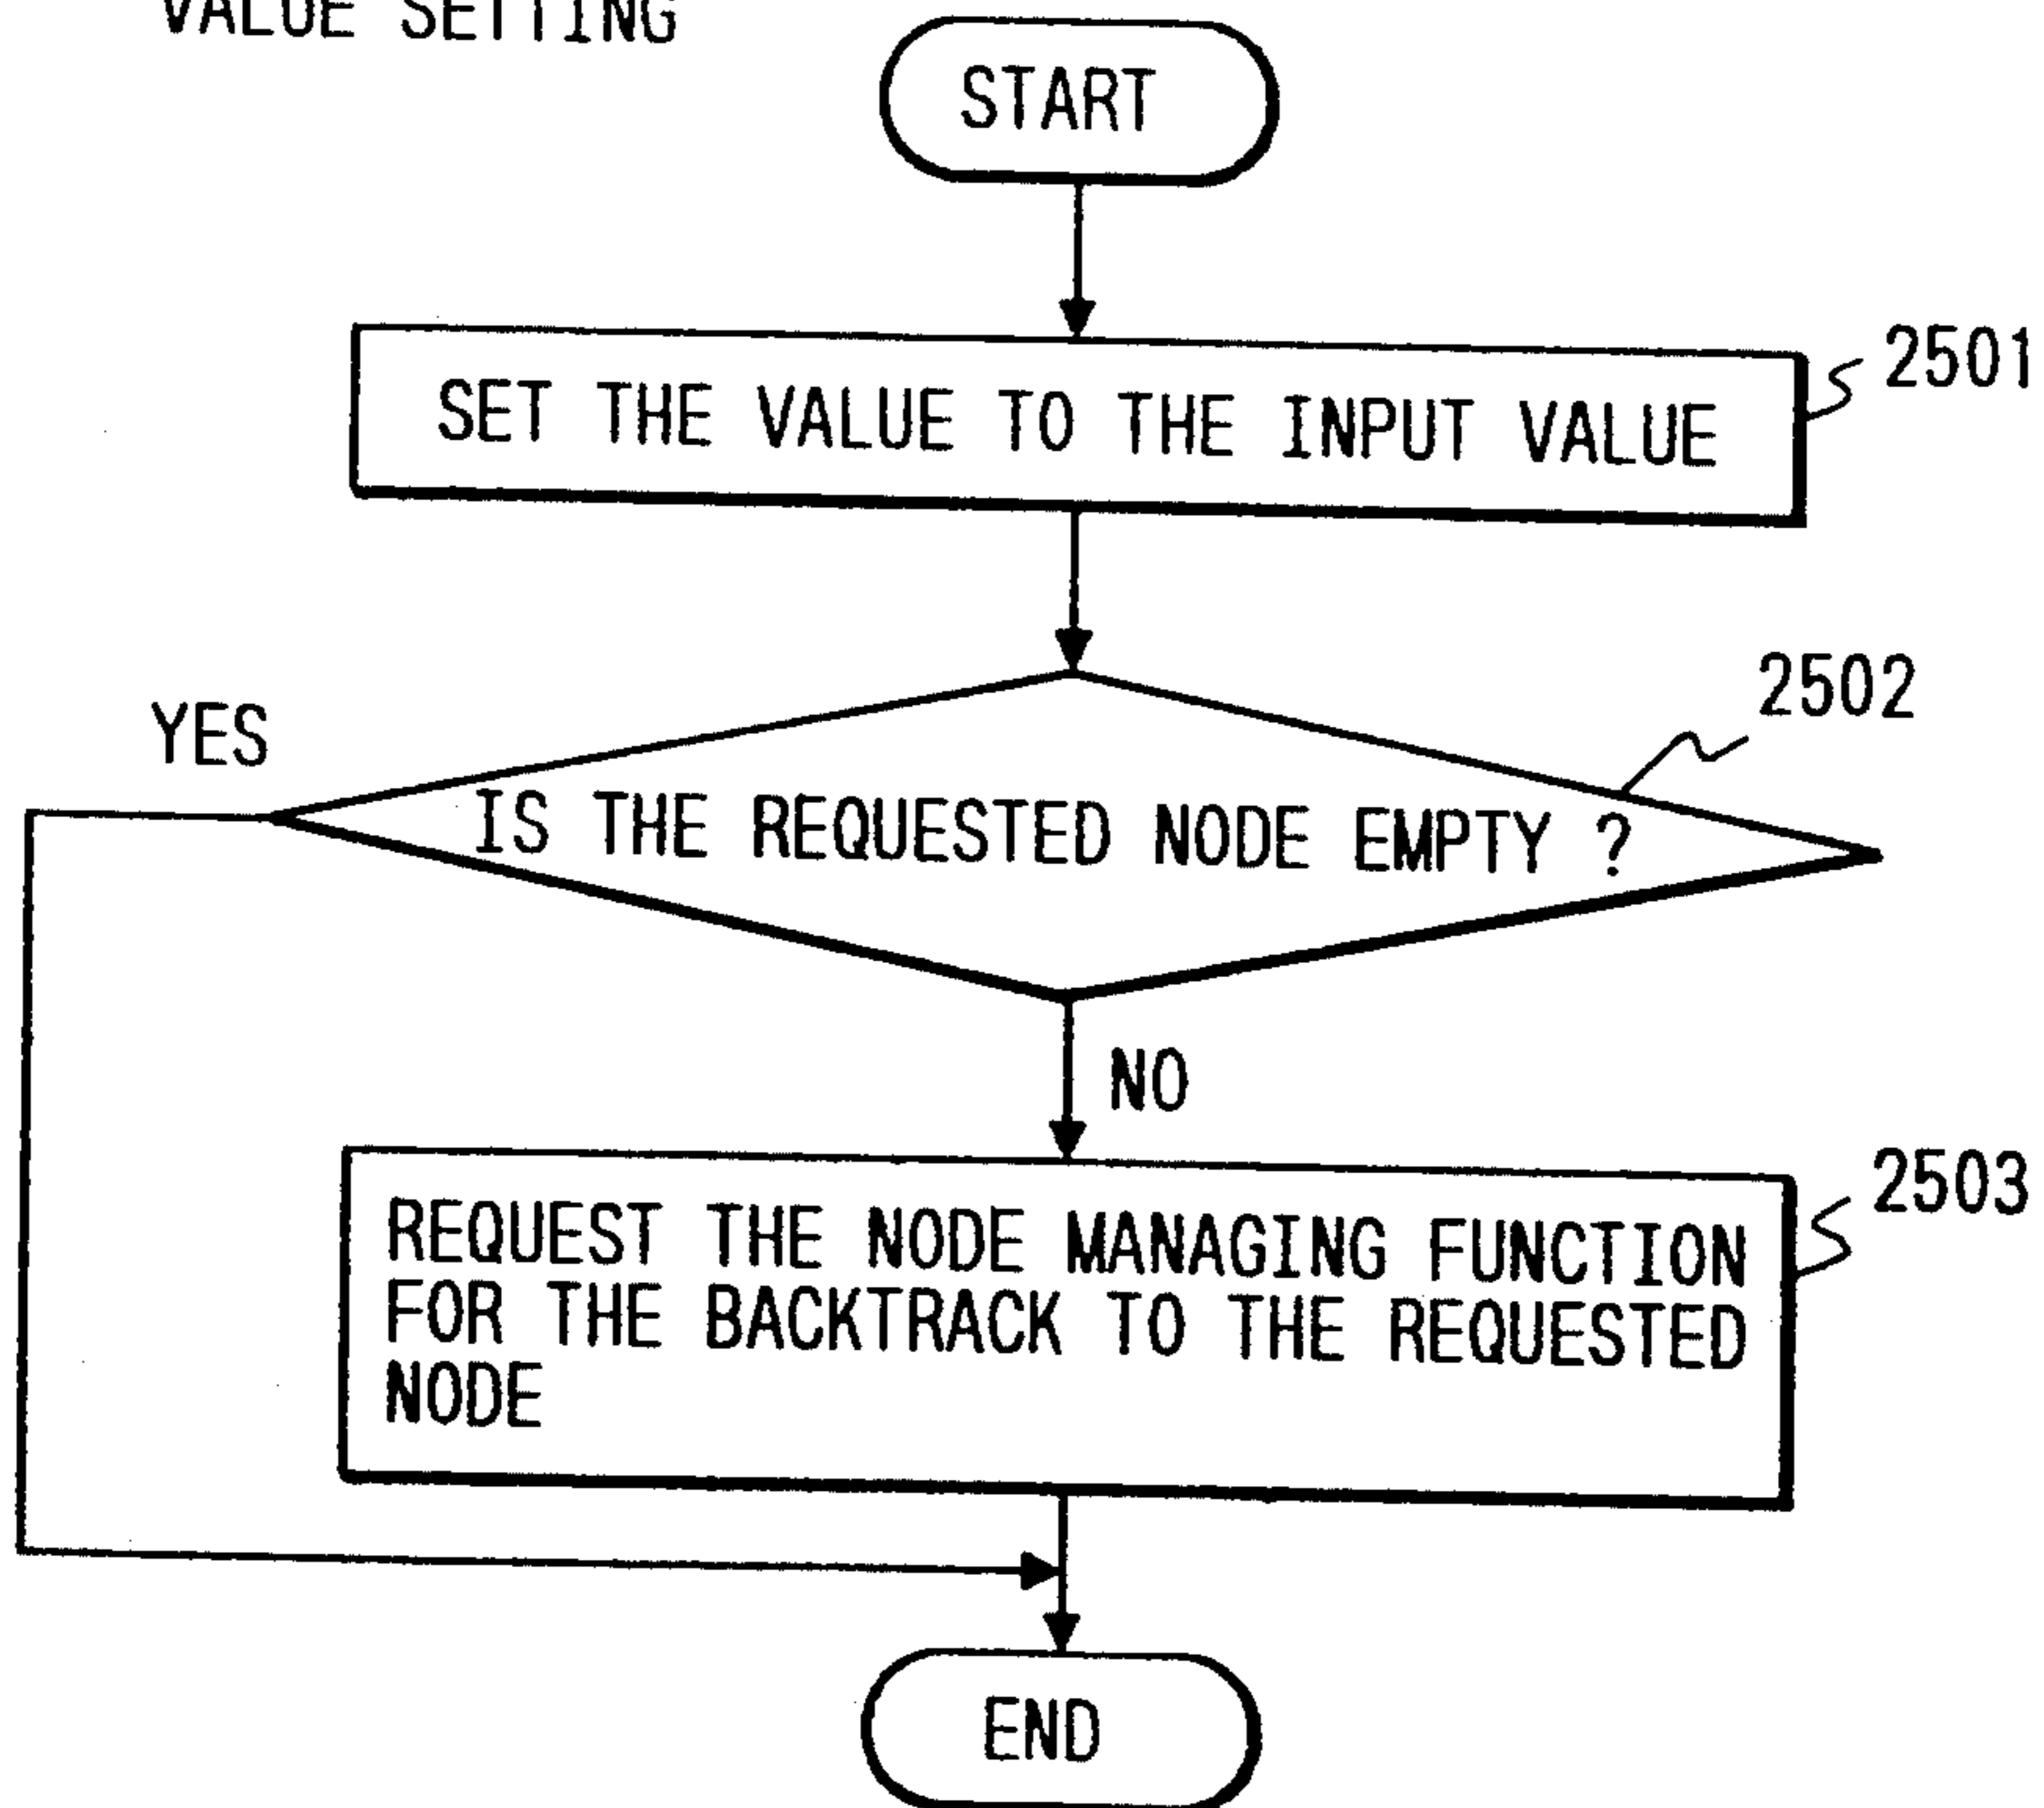 VALUE SETTING
START
SET THE VALUE TO THE INPUT VALUE
2501
2502
YES
IS THE REQUESTED NODE EMPTY ?
NO
2503
REQUEST THE NODE MANAGING FUNCTION
FOR THE BACKTRACK TO THE REQUESTED
NODE
END